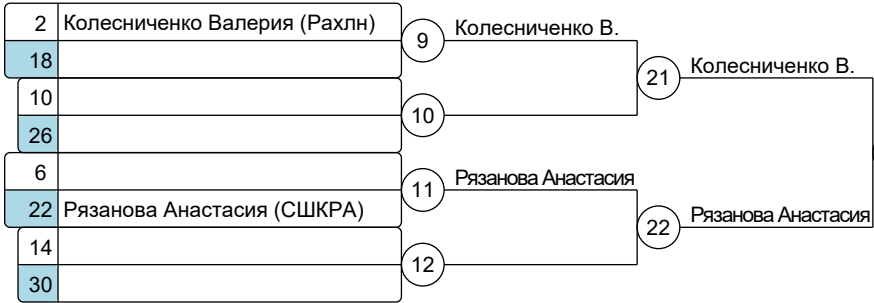 2 Колесниченко Валерия (Рахлн)
9 Колесниченко В.
18
21 Колесниченко В.
10
10
26
6
11 Рязанова Анастасия
22 Рязанова Анастасия (СШКРА)
22 Рязанова Анастасия
14
12
30